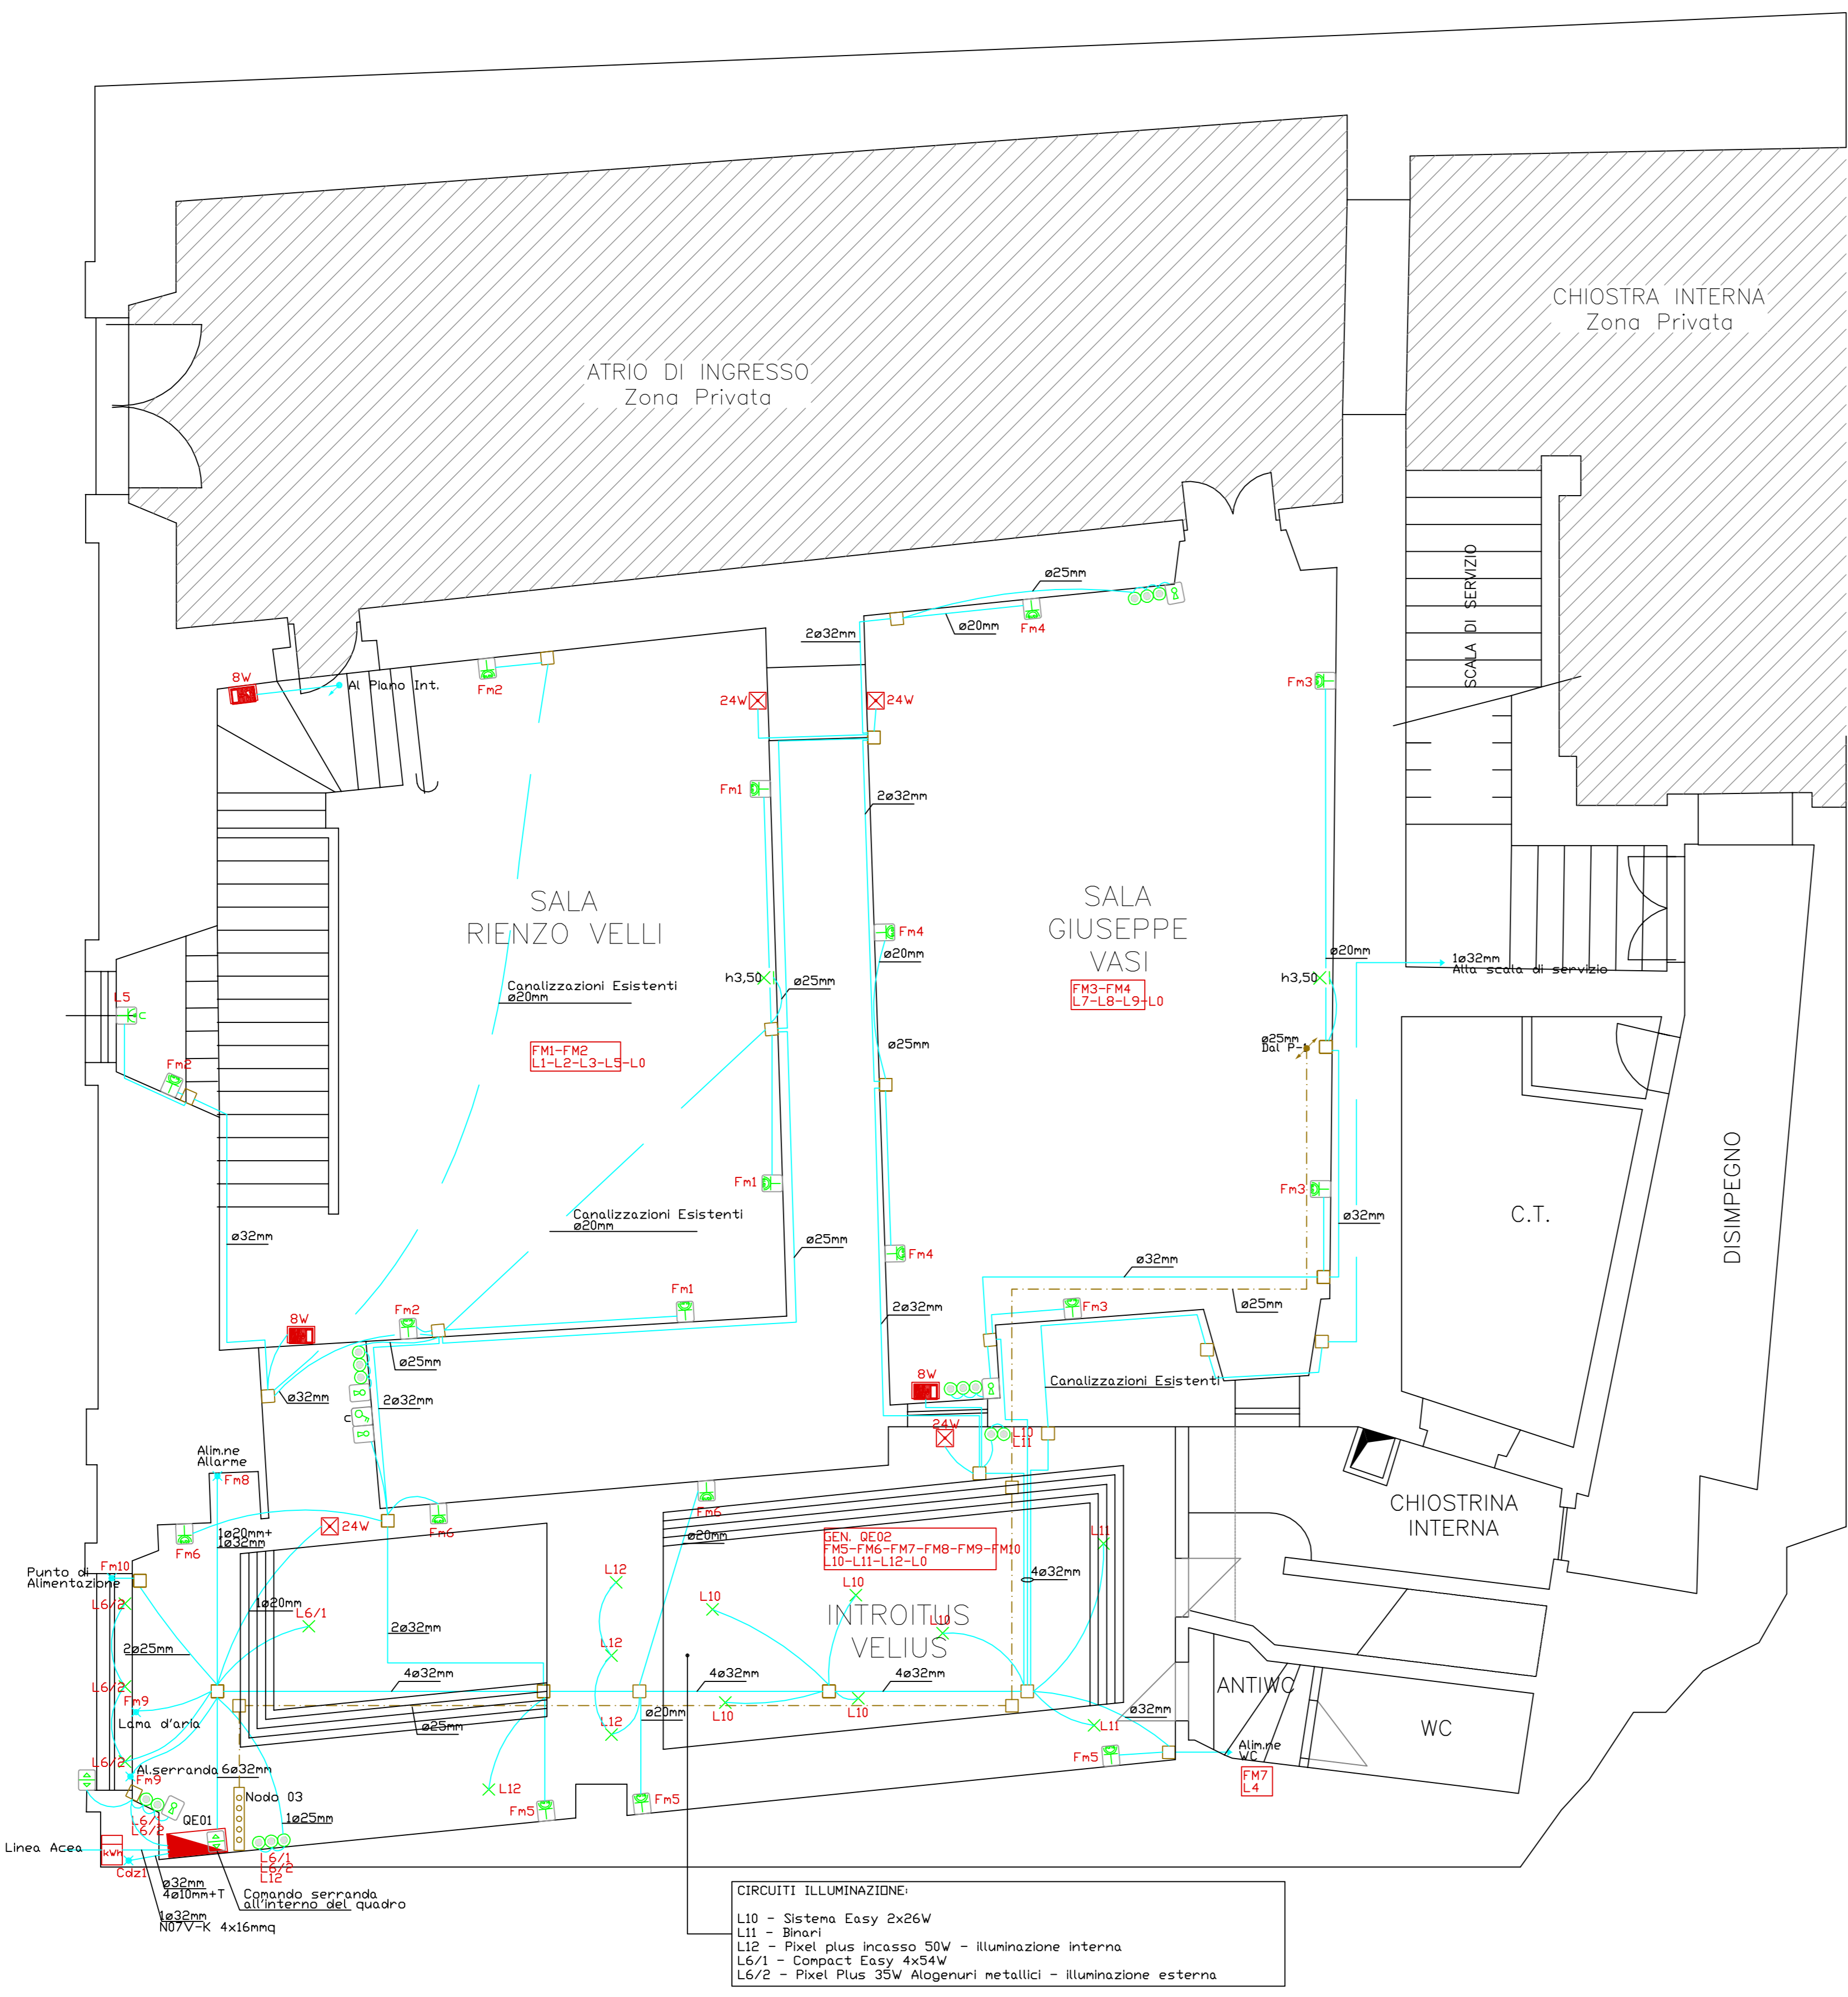 CHIOSTRA INTERNA
Zona Privata
ATRIO DI INGRESSO
Zona Privata
SCALA DI SERVIZIO
ø25mm
ø20mm
Fm4
2ø32mm
8W
Al Piano Int.
Fm2
24W
24W
Fm3
Fm1
2ø32mm
SALA
RIENZO VELLI
SALA
GIUSEPPE
VASI
Fm4
ø20mm
ø20mm
1ø32mm
Alla scala di servizio
h3,50
ø25mm
h3,50
Canalizzazioni Esistenti
ø20mm
FM3-FM4
L7-L8-L9-L0
L5
c
FM1-FM2
L1-L2-L3-L5-L0
ø25mm
ø25mm
Dal P-1
Fm2
DISIMPEGNO
Fm1
Fm3
C.T.
Canalizzazioni Esistenti
ø20mm
ø32mm
ø32mm
ø25mm
Fm4
ø32mm
Fm1
Fm2
8W
2ø32mm
Fm3
ø25mm
ø25mm
8W
Canalizzazioni Esistenti
ø32mm
2ø32mm
c
24W
L10
L11
Alim.ne
Allarme
Fm8
Fm6
CHIOSTRINA
INTERNA
24W
Fm6
1ø20mm+
1ø32mm
Fm6
ø20mm
GEN. QE02
FM5-FM6-FM7-FM8-FM9-FM10
L10-L11-L12-L0
L11
Fm10
Punto di
Alimentazione
L12
4ø32mm
L6/2
1ø20mm
L6/1
L10
L10
INTROITUS
VELIUS
L10
2ø32mm
2ø25mm
L12
4ø32mm
4ø32mm
4ø32mm
L6/2
Fm9
ANTIWC
WC
Lama d'aria
ø25mm
L12
ø20mm
L10
L10
L11
ø32mm
L6/2
Al.serranda
Fm9
6ø32mm
Fm5
Alim.ne
WC
FM7
L4
L12
Nodo 03
Fm5
Fm5
L6/1
L6/2
QE01
1ø25mm
Linea Acea
kWh
Cdz1
L6/1
L6/2
L12
ø32mm
4ø10mm+T
Comando serranda
all'interno del quadro
1ø32mm
N07V-K 4x16mmq
CIRCUITI ILLUMINAZIONE:
L10 - Sistema Easy 2x26W
L11 - Binari
L12 - Pixel plus incasso 50W - illuminazione interna
L6/1 - Compact Easy 4x54W
L6/2 - Pixel Plus 35W Alogenuri metallici - illuminazione esterna